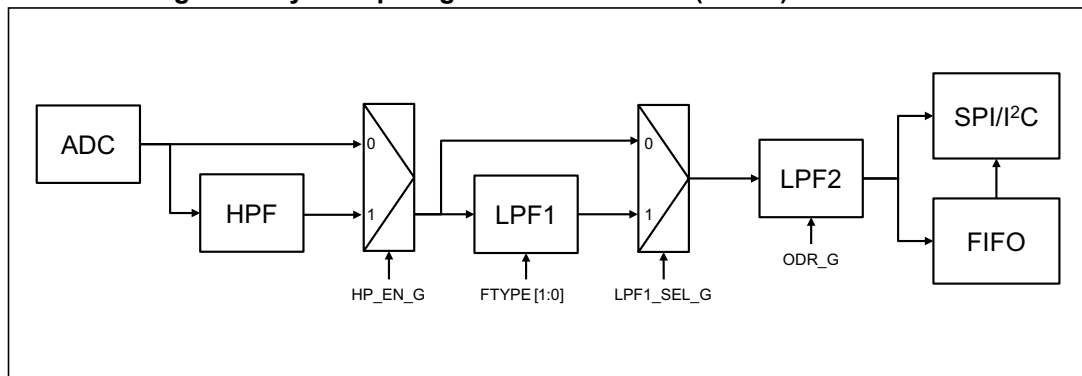 ADC
HPF
0
1
HP_EN_G
LPF1
FTYPE [1:0]
0
1
LPF1_SEL_G
LPF2
ODR_G
SPI/I²C
FIFO